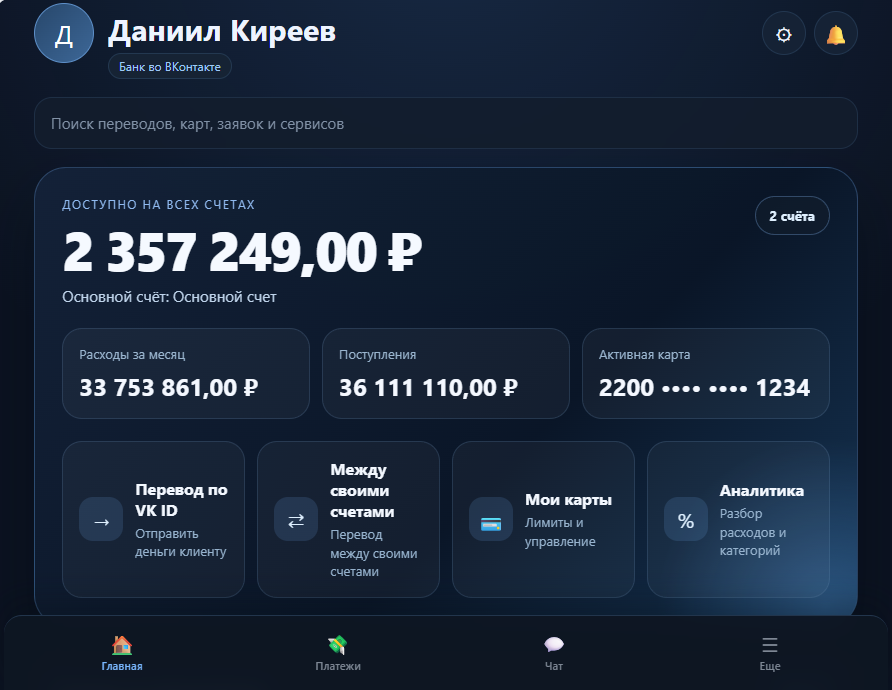 Д
Даниил Киреев
Банк во ВКонтакте
Поиск переводов, карт, заявок и сервисов
ДОСТУПНО НА ВСЕХ СЧЕТАХ
2 счёта
2 357 249,00 ₽
Основной счёт: Основной счет
Расходы за месяц
33 753 861,00 ₽
Поступления
36 111 110,00 ₽
Активная карта
2200 •••• •••• 1234
→
Перевод по
VK ID
Отправить
деньги клиенту
⇄
Между
своими
счетами
Перевод
между своими
счетами
Мои карты
Лимиты и
управление
%
Аналитика
Разбор
расходов и
категорий
Главная
Платежи
Чат
Еще